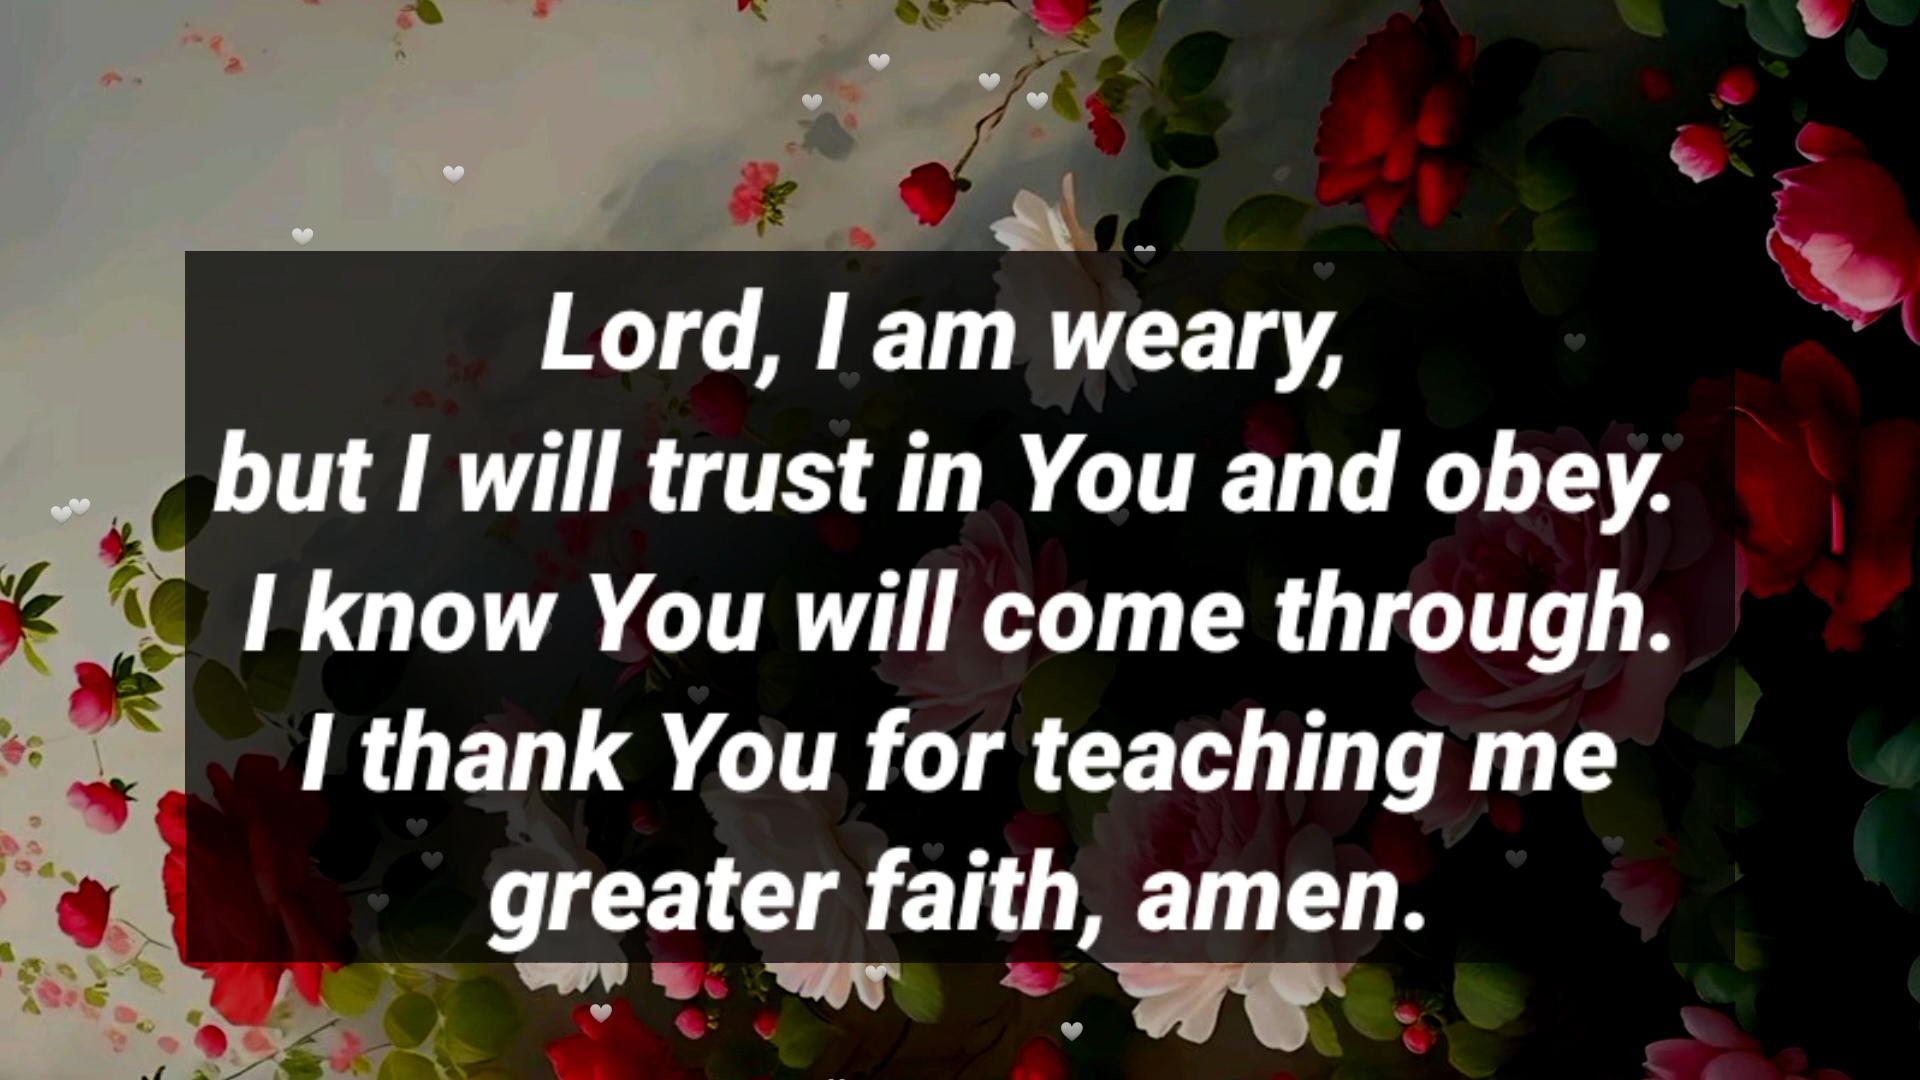 Lord, I am weary,
but I will trust in You and obey.
I know You will come through.
I thank You for teaching me
greater faith, amen.